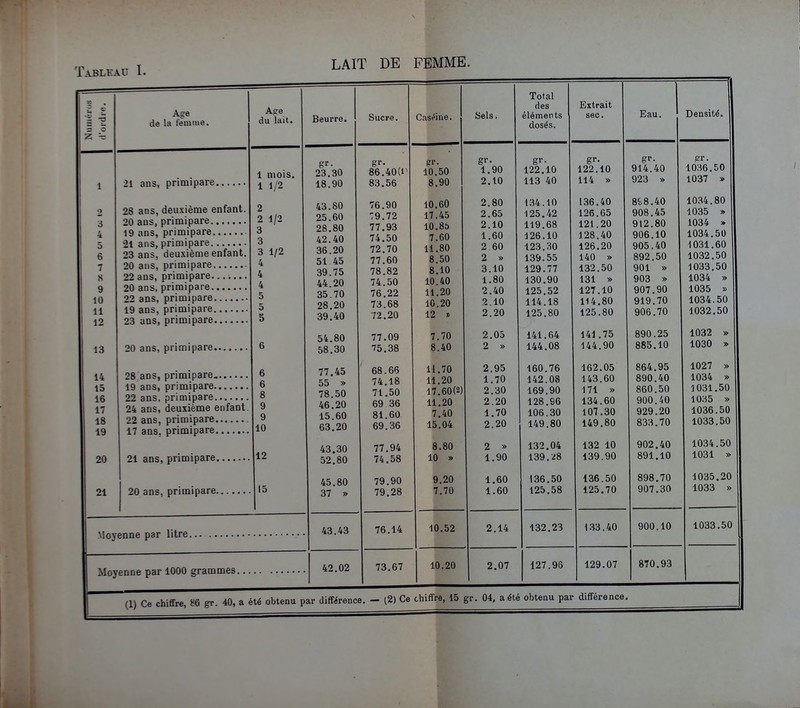 TABLEAU I.
LAIT DE FEMME.
Numéros d'ordre. Age de la femme. Age du lait. Beurre. Sucre. Caséine. Sels. Total des éléments dosés. Extrait sec. Eau. Densité.
gr. gr. gr. gr. gr. gr. gr. gr.
1 21 ans, primipare...... 1 mois. 23.30 86.40(1) 10.50 1.90 122.10 122.10 914.40 1036.50
1 1/2 18.90 83.56 8.90 2.10 113 40 114 » 923 » 1037 »
2 28 ans, deuxième enfant. 2 43.80 76.90 10.60 2.80 134.10 136.40 898.40 1034.80
3 20 ans, primipare....... 2 1/2 25.60 79.72 17.45 2.65 125.42 126.65 908.45 1035 »
4 19 ans, primipare....... 3 28.80 77.93 10.85 2.10 119.68 121.20 912.80 1034 »
5 21 ans, primipare....... 3 42.40 74.50 7.60 1.60 126.10 128.40 906.10 1034.50
6 23 ans, deuxième enfant. 3 1/2 36.20 72.70 11.80 2 60 123.30 126.20 905.40 1031.60
7 20 ans, primipare....... 4 51 45 77.60 8.50 2 » 139.55 140 » 892.50 1032.50
8 22 ans, primipare....... 4 39.75 78.82 8.10 3.10 129.77 132.50 901 » 1033.50
9 20 ans, primipare....... 4 44.20 74.50 10.40 1.80 130.90 131 » 903 » 1034 »
10 22 ans, primipare....... 5 35.70 76.22 11.20 2.40 125.52 127.10 907.90 1035 »
11 19 ans, primipare....... 5 28.20 73.68 10.20 2.10 114.18 114.80 919.70 1034.50
12 23 ans, primipare....... 5 39.40 72.20 12 » 2.20 125.80 125.80 906.70 1032.50
54.80 77.09 7.70 2.05 141.64 141.75 890.25 1032 »
13 20 ans, primipare....... 6 58.30 75.38 8.40 2 » 144.08 144.90 885.10 1030 »
14 28 ans, primipare....... 6 77.45 68.66 11.70 2.95 160.76 162.05 864.95 1027 »
15 19 ans, primipare....... 6 55 » 74.18 11.20 1.70 142.08 143.60 890.40 1034 »
16 22 ans, primipare....... 8 78.50 71.50 17.60(2) 2.30 169.90 171 » 860.50 1031.50
17 24 ans, deuxième enfant. 9 46.20 69 36 11.20 2.20 128.96 134.60 900.40 1035 »
18 22 ans, primipare....... 9 15.60 81.60 7.40 1.70 106.30 107.30 929.20 1036.50
19 17 ans, primipare....... 10 63.20 69.36 15.04 2.20 149.80 149.80 833.70 1033.50
43.30 77.94 8.80 2 » 132.04 132 10 902.40 1034.50
20 21 ans, primipare....... 12 52.80 74.58 10 » 1.90 139.28 139.90 891.10 1031 »
45.80 79.90 9.20 1.60 136.50 136.50 898.70 1035.20
21 20 ans, primipare........ 15 37 » 79.28 7.70 1.60 125.58 125.70 907.30 1033 »
Moyenne par litre............... 43.43 76.14 10.52 2.14 132.23 133.40 900.10 1033.50
Moyenne par 1000 grammes............ 42.02 73.67 10.20 2.07 127.96 129.07 870.93
(1) Ce chiffre, 86 gr. 40, a été obtenu par différence. — (2) Ce chiffre, 15 gr. 04, a été obtenu par différence.